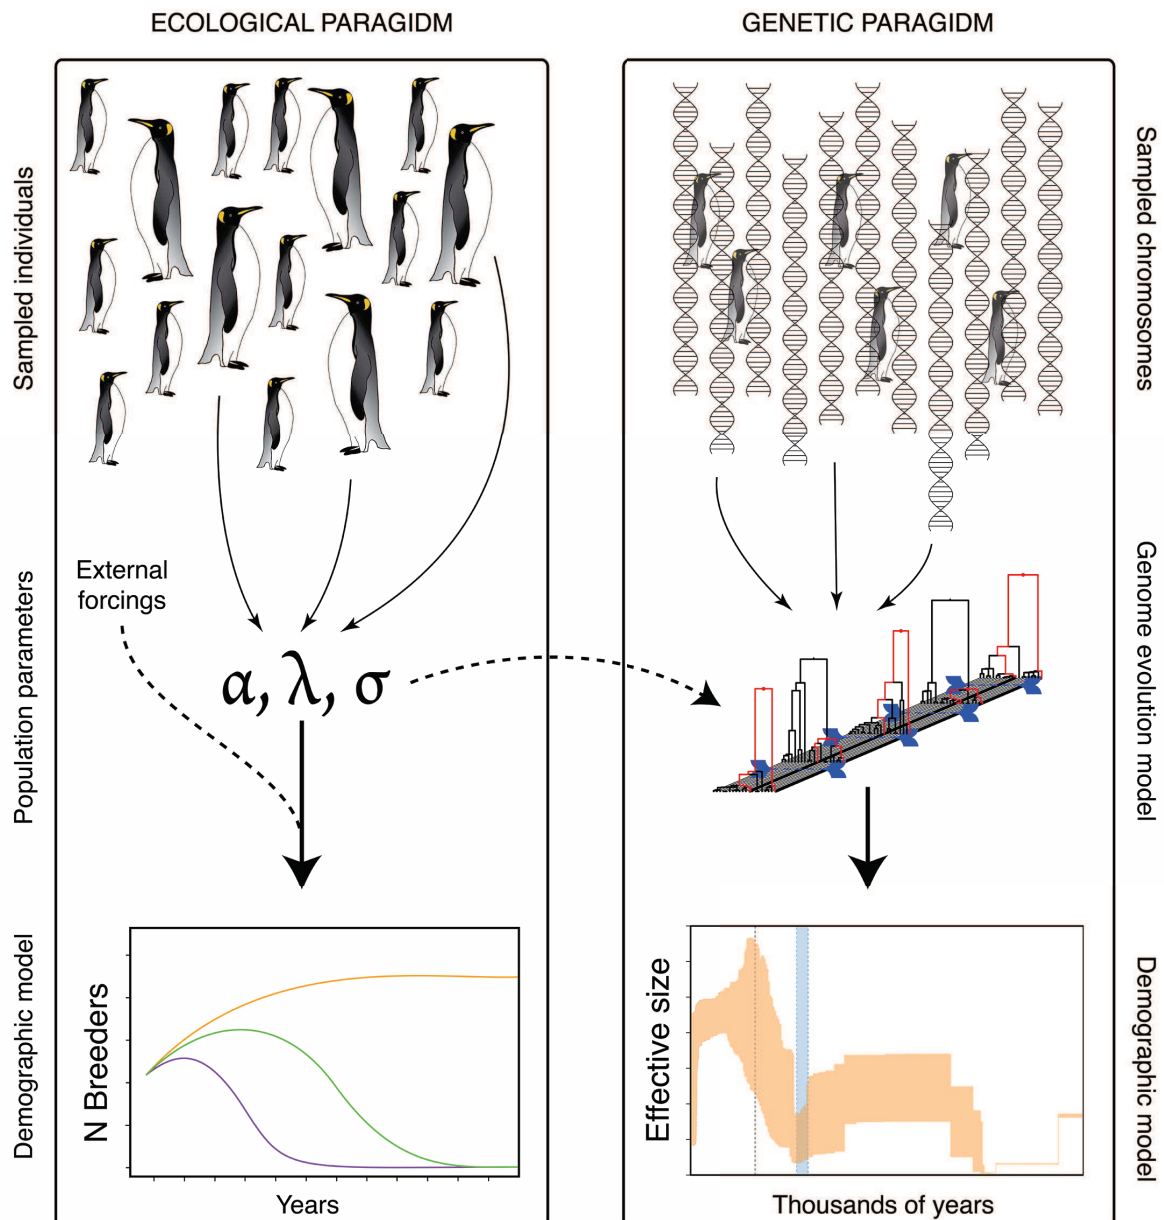 ECOLOGICAL PARAGIDM
GENETIC PARAGIDM
Sampled individuals
Sampled chromosomes
External
forcings
Population parameters
α, λ, σ
Genome evolution model
Demographic model
N Breeders
Years
Effective size
Thousands of years
Demographic model